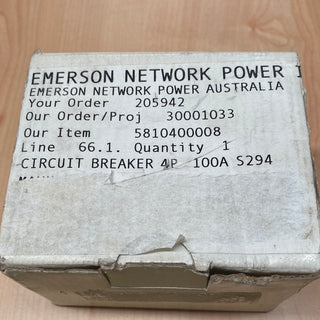 EMERSON NETWORK POWER
EMERSON NETWORK POWER AUSTRALIA
Your Order 205942
Our Order/Proj 30001033
Our Item 5810400008
Line 66.1. Quantity 1
CIRCUIT BREAKER 4P 100A S294